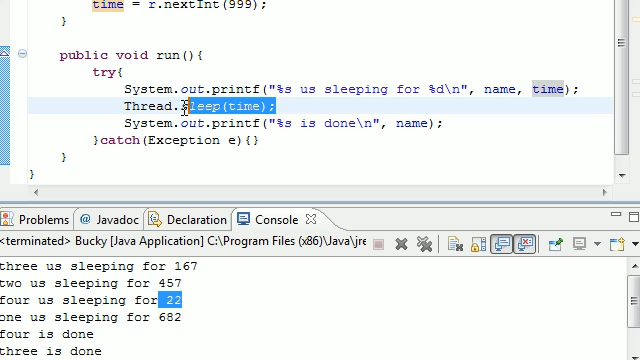 time = r.nextInt(999);
}
public void run(){
try{
System.out.printf("%s us sleeping for %d\n", name, time);
Thread.sleep(time);
System.out.printf("%s is done\n", name);
}catch(Exception e){}
}
}
Problems @ Javadoc Declaration Console
<terminated> Bucky [Java Application] C:\Program Files (x86)\Java\jre
three us sleeping for 167
two us sleeping for 457
four us sleeping for 22
one us sleeping for 682
four is done
three is done